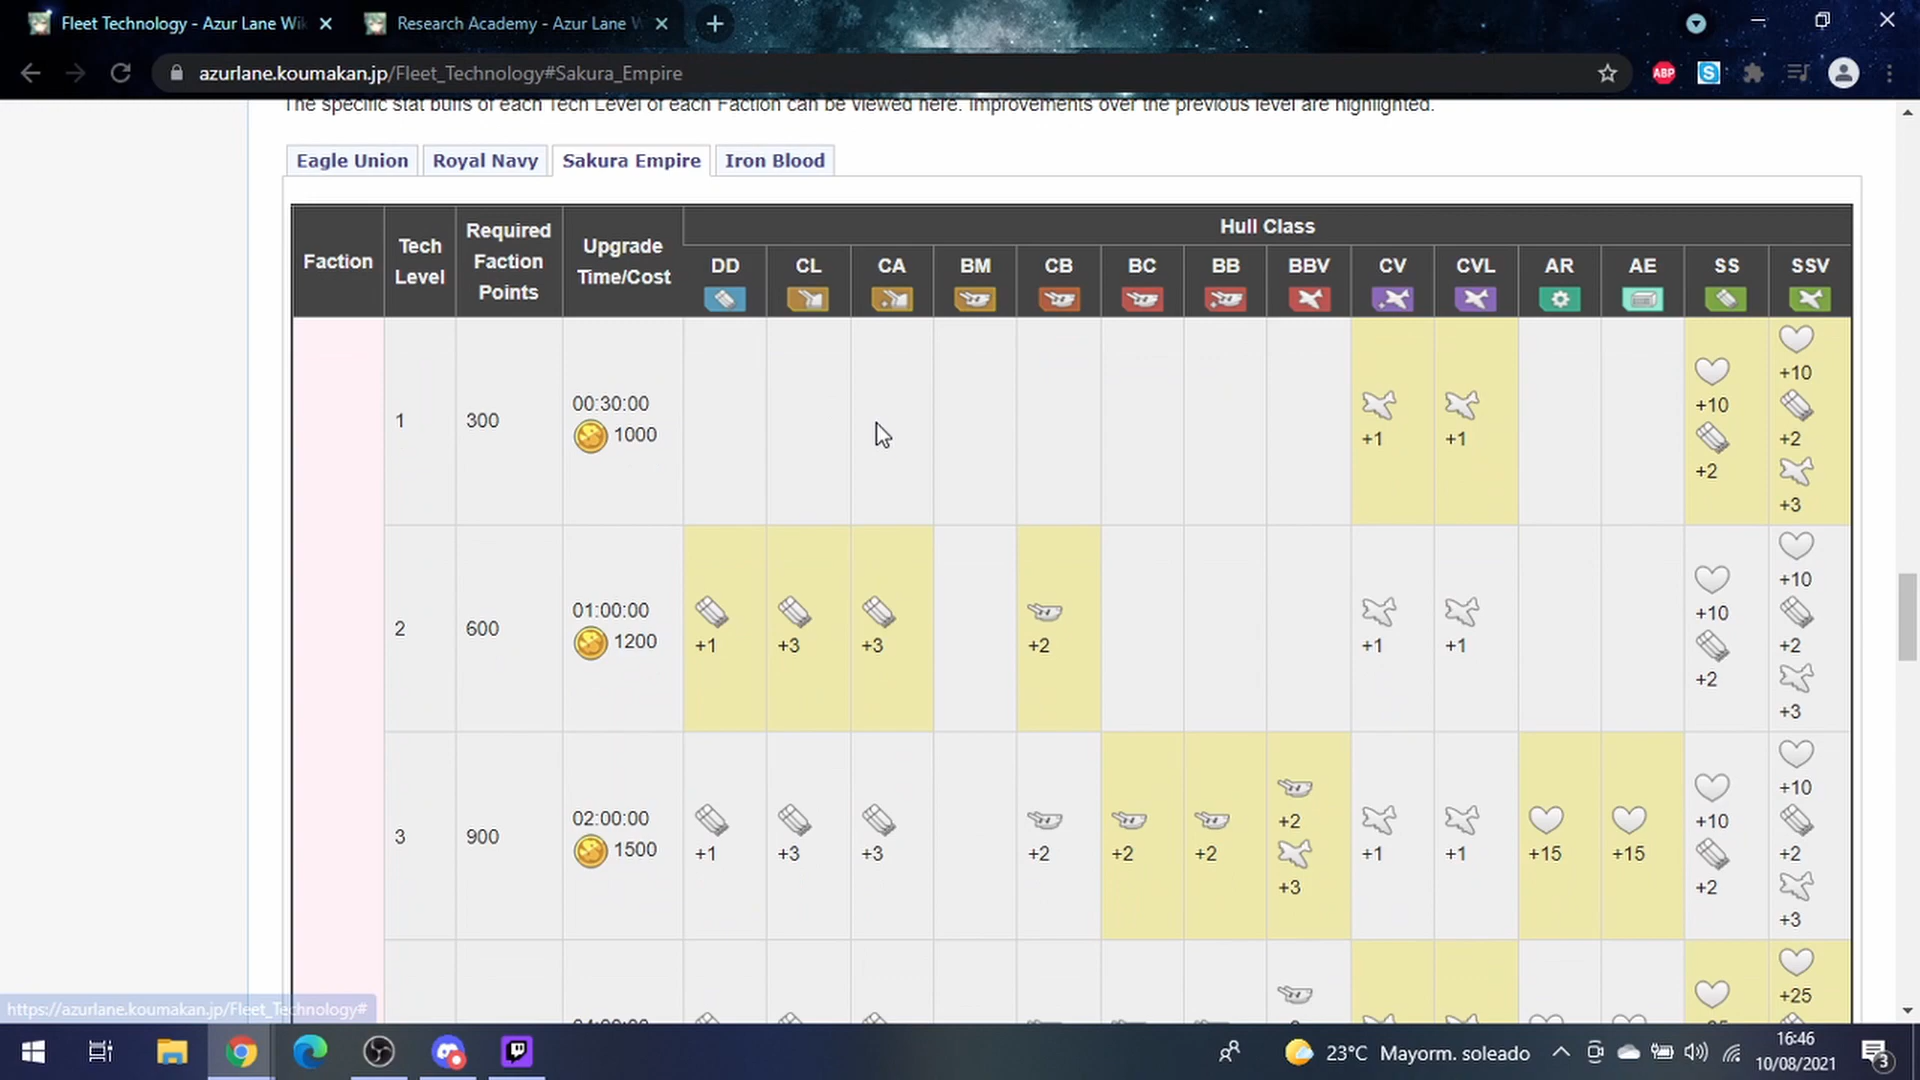 Fleet Technology - Azur Lane Wik
Research Academy - Azur Lane W
azurlane.koumakan.jp/Fleet_Technology#Sakura_Empire
ABP
S
The specific stat buffs of each Tech Level of each Faction can be viewed here. Improvements over the previous level are highlighted.
Eagle Union
Royal Navy
Sakura Empire
Iron Blood
Faction
Tech Level
Required Faction Points
Upgrade Time/Cost
Hull Class
DD CL CA BM CB BC BB BBV CV CVL AR AE SS SSV
1 300 00:30:00 1000
+1 +1 +10 +2 +10 +2 +3
2 600 01:00:00 1200
+1 +3 +3 +2 +1 +1 +10 +2 +10 +2 +3
3 900 02:00:00 1500
+1 +3 +3 +2 +2 +2 +2 +3 +1 +1 +15 +15 +10 +2 +10 +2 +3
+25
https://azurlane.koumakan.jp/Fleet_Technology#
23°C Mayorm. soleado
16:46
10/08/2021
3